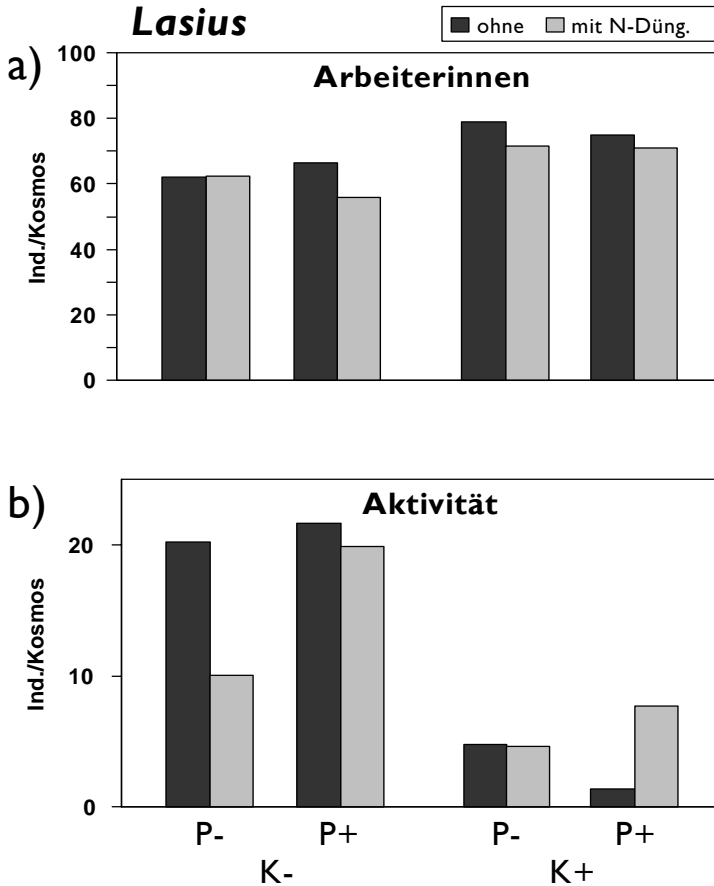 Lasius
ohne mit N-Düng.
a)
Arbeiterinnen
Ind./Kosmos
100
80
60
40
20
0
b)
Aktivität
Ind./Kosmos
20
10
0
P- P+ P- P+
K- K+